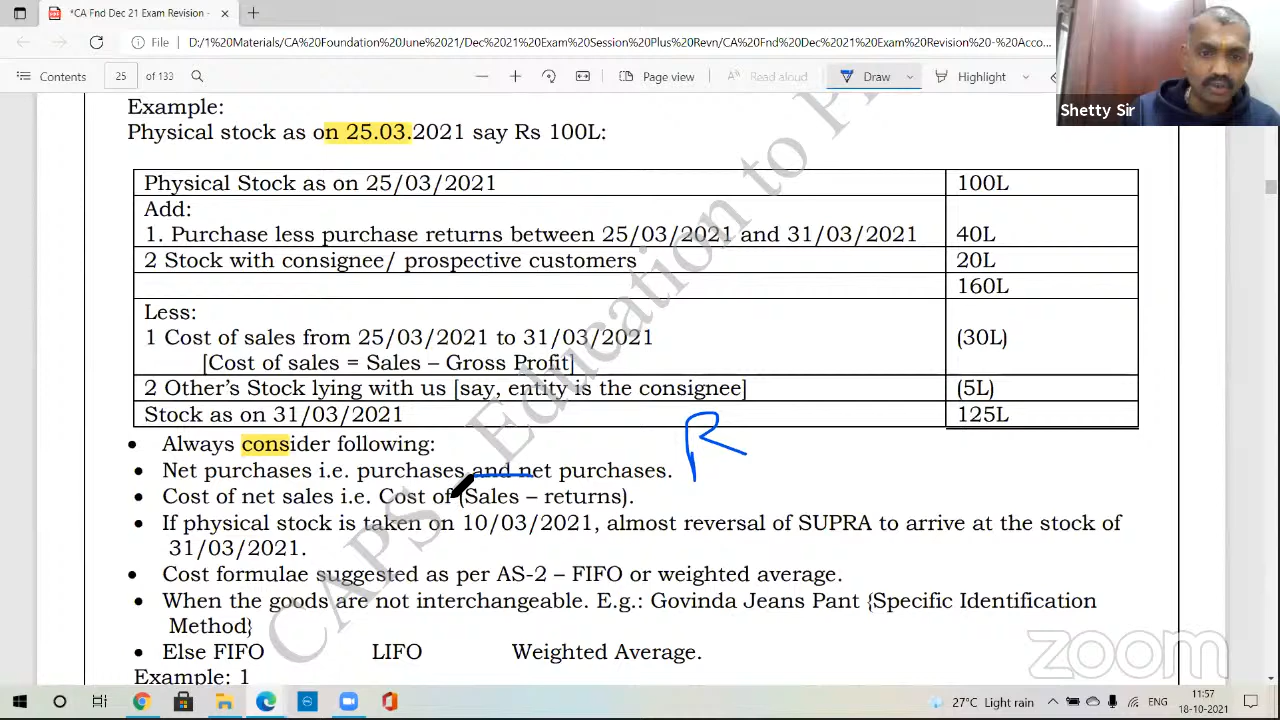 *CA Fnd Dec 21 Exam Revision -
File
D:/1%20Materials/CA%20Foundation%20June%2021/Dec%2021%20Exam%20Session%20Plus%20Revn/CA%20Fnd%20Dec%2021%20Exam%20Revision%20-%20Acco...
Contents 25 of 133 Page view Read aloud Draw Highlight
Shetty Sir
Example:
Physical stock as on 25.03.2021 say Rs 100L:
Physical Stock as on 25/03/2021 100L
Add:
1. Purchase less purchase returns between 25/03/2021 and 31/03/2021 40L
2 Stock with consignee/ prospective customers 20L
160L
Less:
1 Cost of sales from 25/03/2021 to 31/03/2021 (30L)
[Cost of sales = Sales – Gross Profit]
2 Other's Stock lying with us [say, entity is the consignee] (5L)
Stock as on 31/03/2021 125L
R
• Always consider following:
• Net purchases i.e. purchases and net purchases.
• Cost of net sales i.e. Cost of (Sales – returns).
• If physical stock is taken on 10/03/2021, almost reversal of SUPRA to arrive at the stock of
31/03/2021.
• Cost formulae suggested as per AS-2 – FIFO or weighted average.
• When the goods are not interchangeable. E.g.: Govinda Jeans Pant {Specific Identification
Method}
• Else FIFO LIFO Weighted Average.
Example: 1
CAPS Education to
zoom
27°C Light rain ENG 11:57
18-10-2021